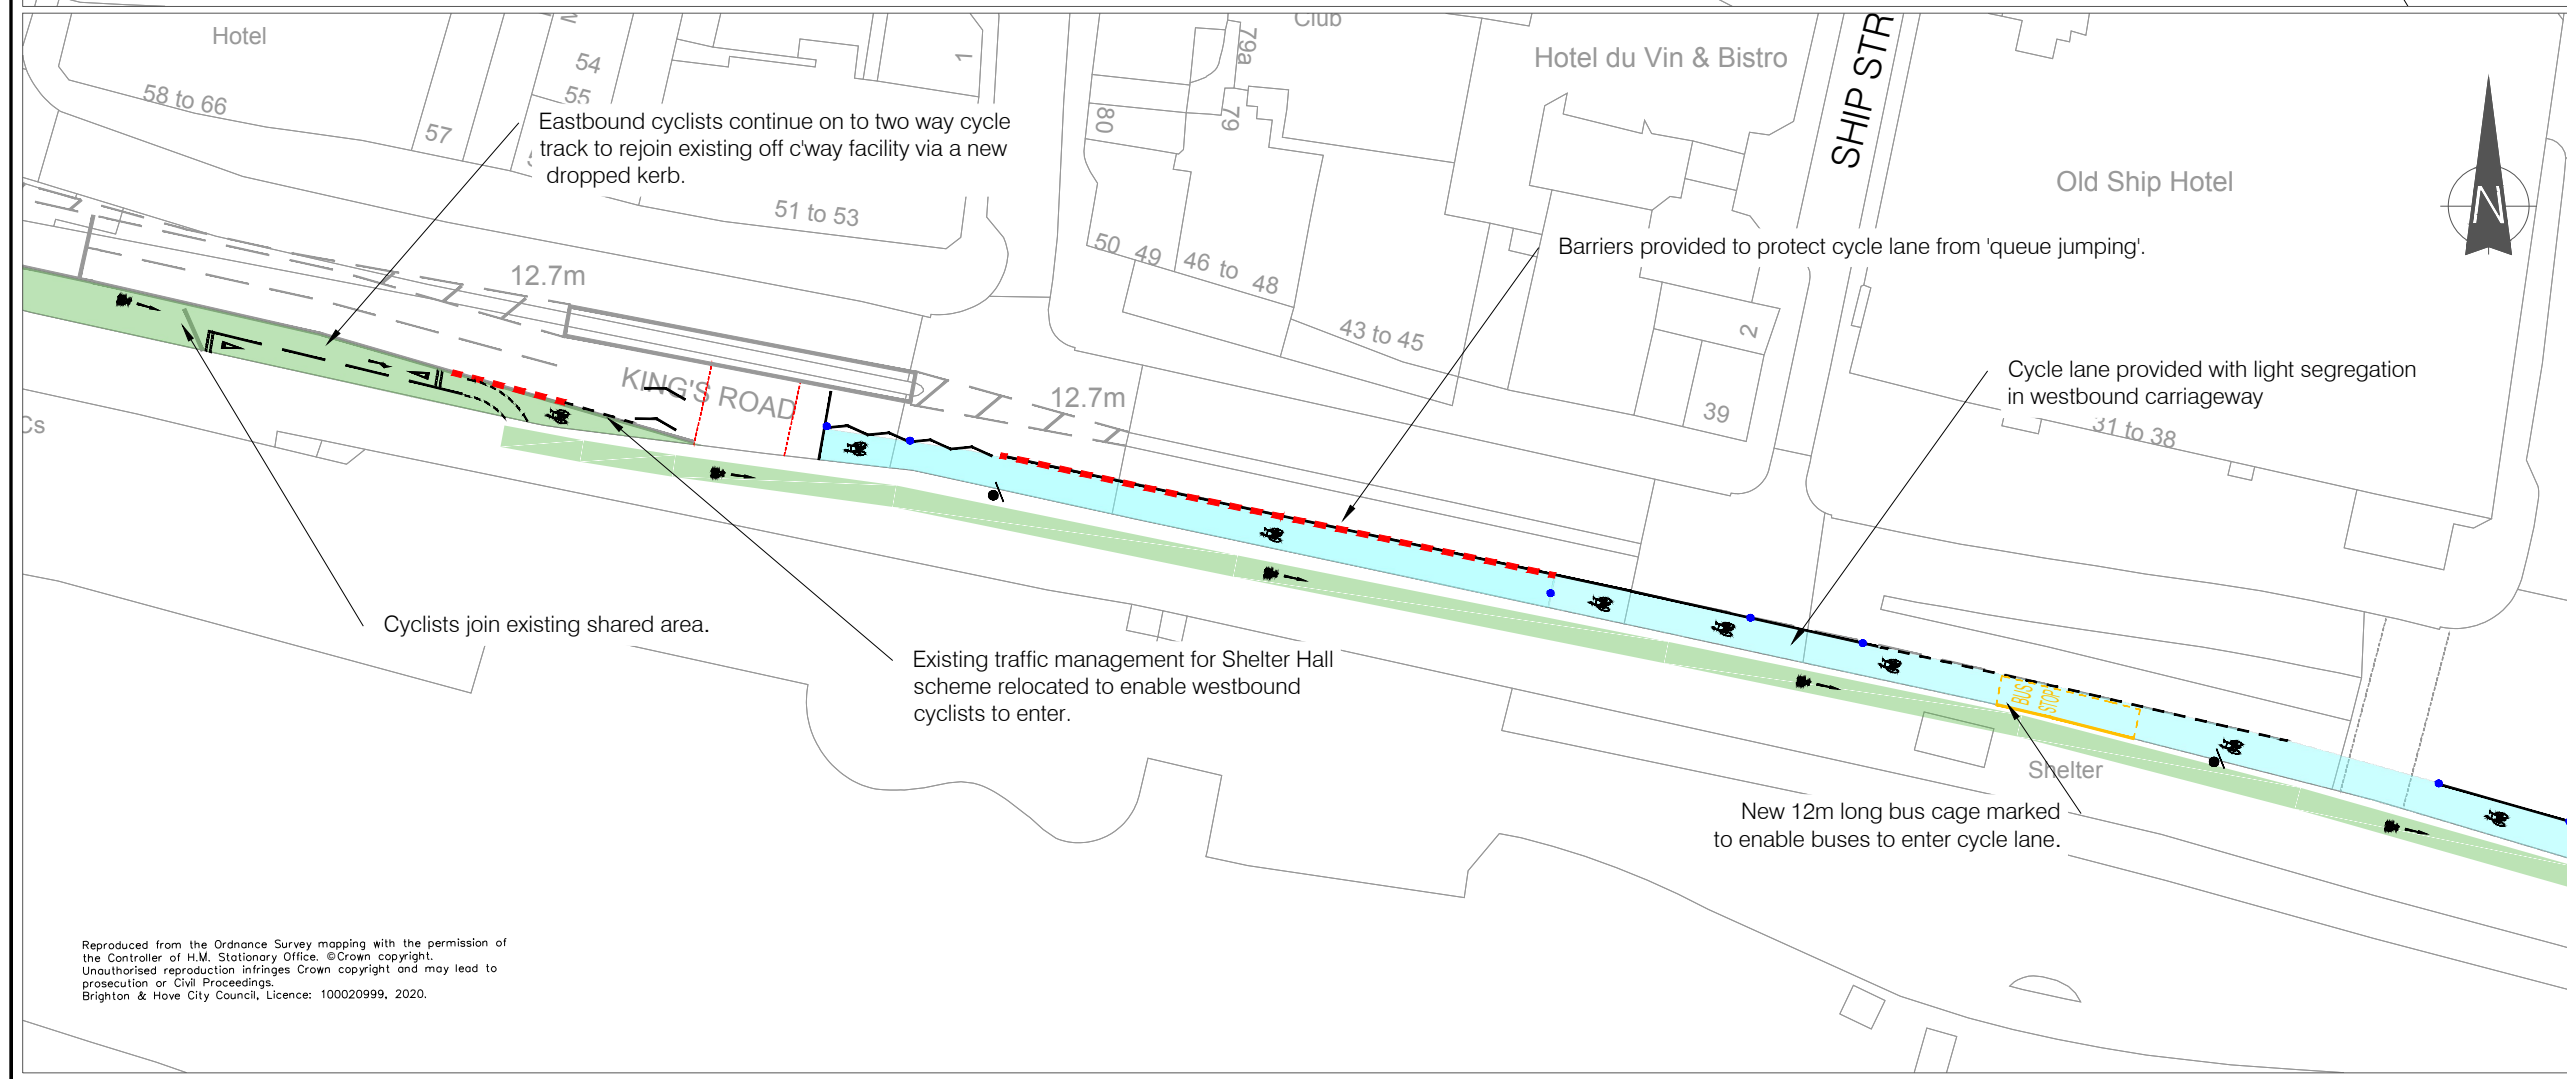 Hotel
58 to 66
57
54
55
1
51 to 53
12.7m
Club
79a
79
80
50
49
46 to
48
43 to 45
Hotel du Vin & Bistro
SHIP STR
Old Ship Hotel
N
2
39
31 to 38
Eastbound cyclists continue on to two way cycle
track to rejoin existing off c'way facility via a new
dropped kerb.
Barriers provided to protect cycle lane from 'queue jumping'.
Cycle lane provided with light segregation
in westbound carriageway
KING'S ROAD
12.7m
Cs
Cyclists join existing shared area.
Existing traffic management for Shelter Hall
scheme relocated to enable westbound
cyclists to enter.
BUS
STOP
Shelter
New 12m long bus cage marked
to enable buses to enter cycle lane.
Reproduced from the Ordnance Survey mapping with the permission of
the Controller of H.M. Stationary Office. ©Crown copyright.
Unauthorised reproduction infringes Crown copyright and may lead to
prosecution or Civil Proceedings.
Brighton & Hove City Council, Licence: 100020999, 2020.